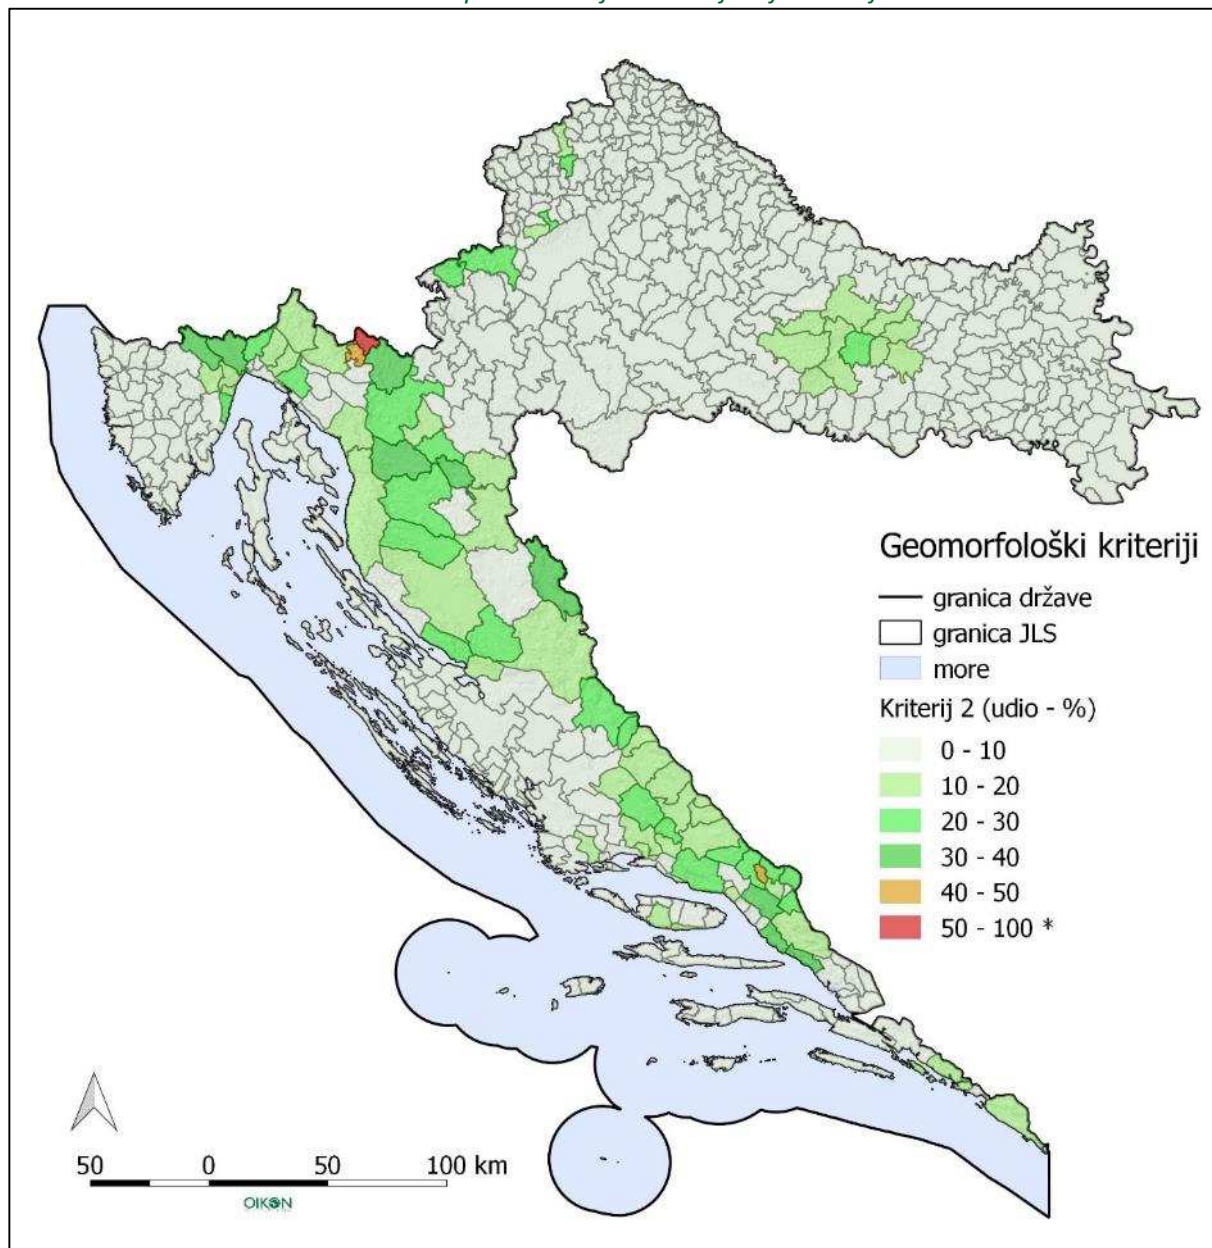 Geomorfološki kriteriji
granica države
granica JLS
more
Kriterij 2 (udio - %)
0 - 10
10 - 20
20 - 30
30 - 40
40 - 50
50 - 100 *
50 0 50 100 km
OIKON